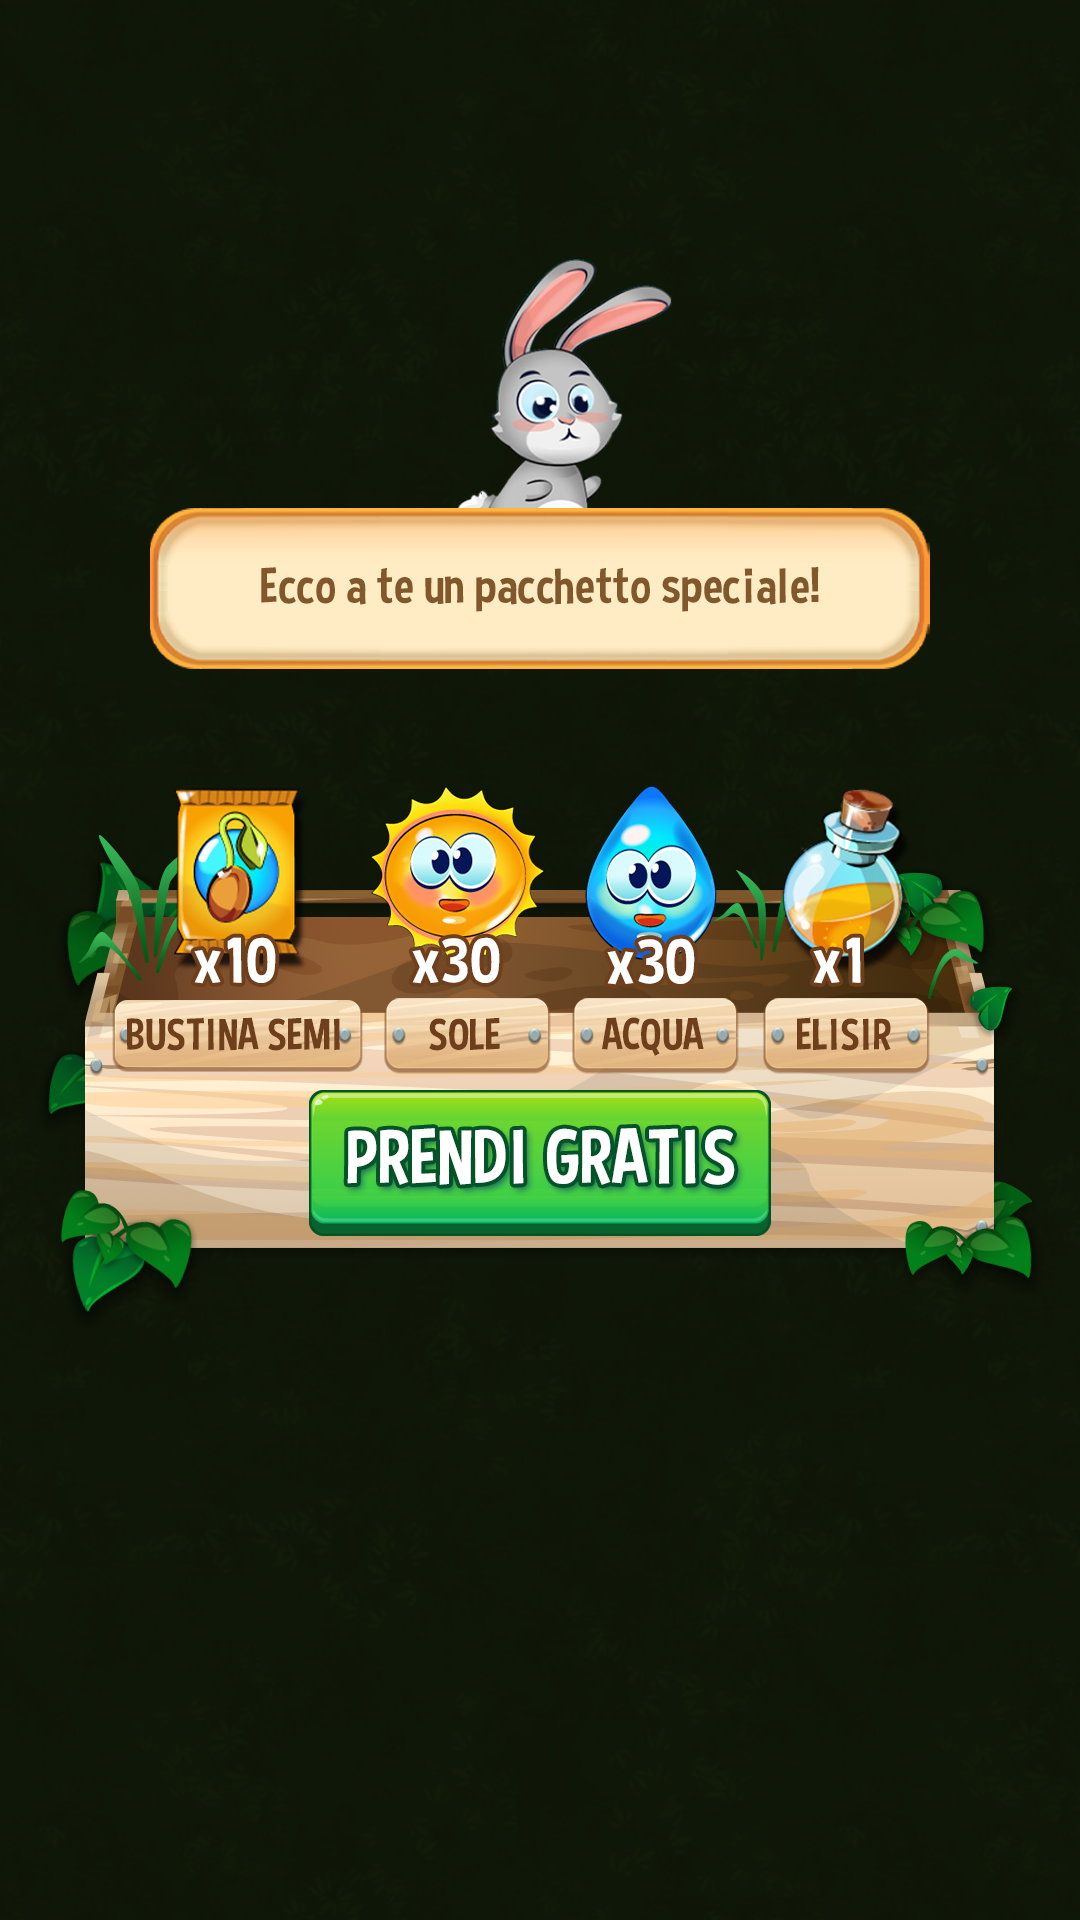 Ecco a te un pacchetto speciale!
x10 x30 x30 x1
BUSTINA SEMI SOLE ACQUA ELISIR
PRENDI GRATIS